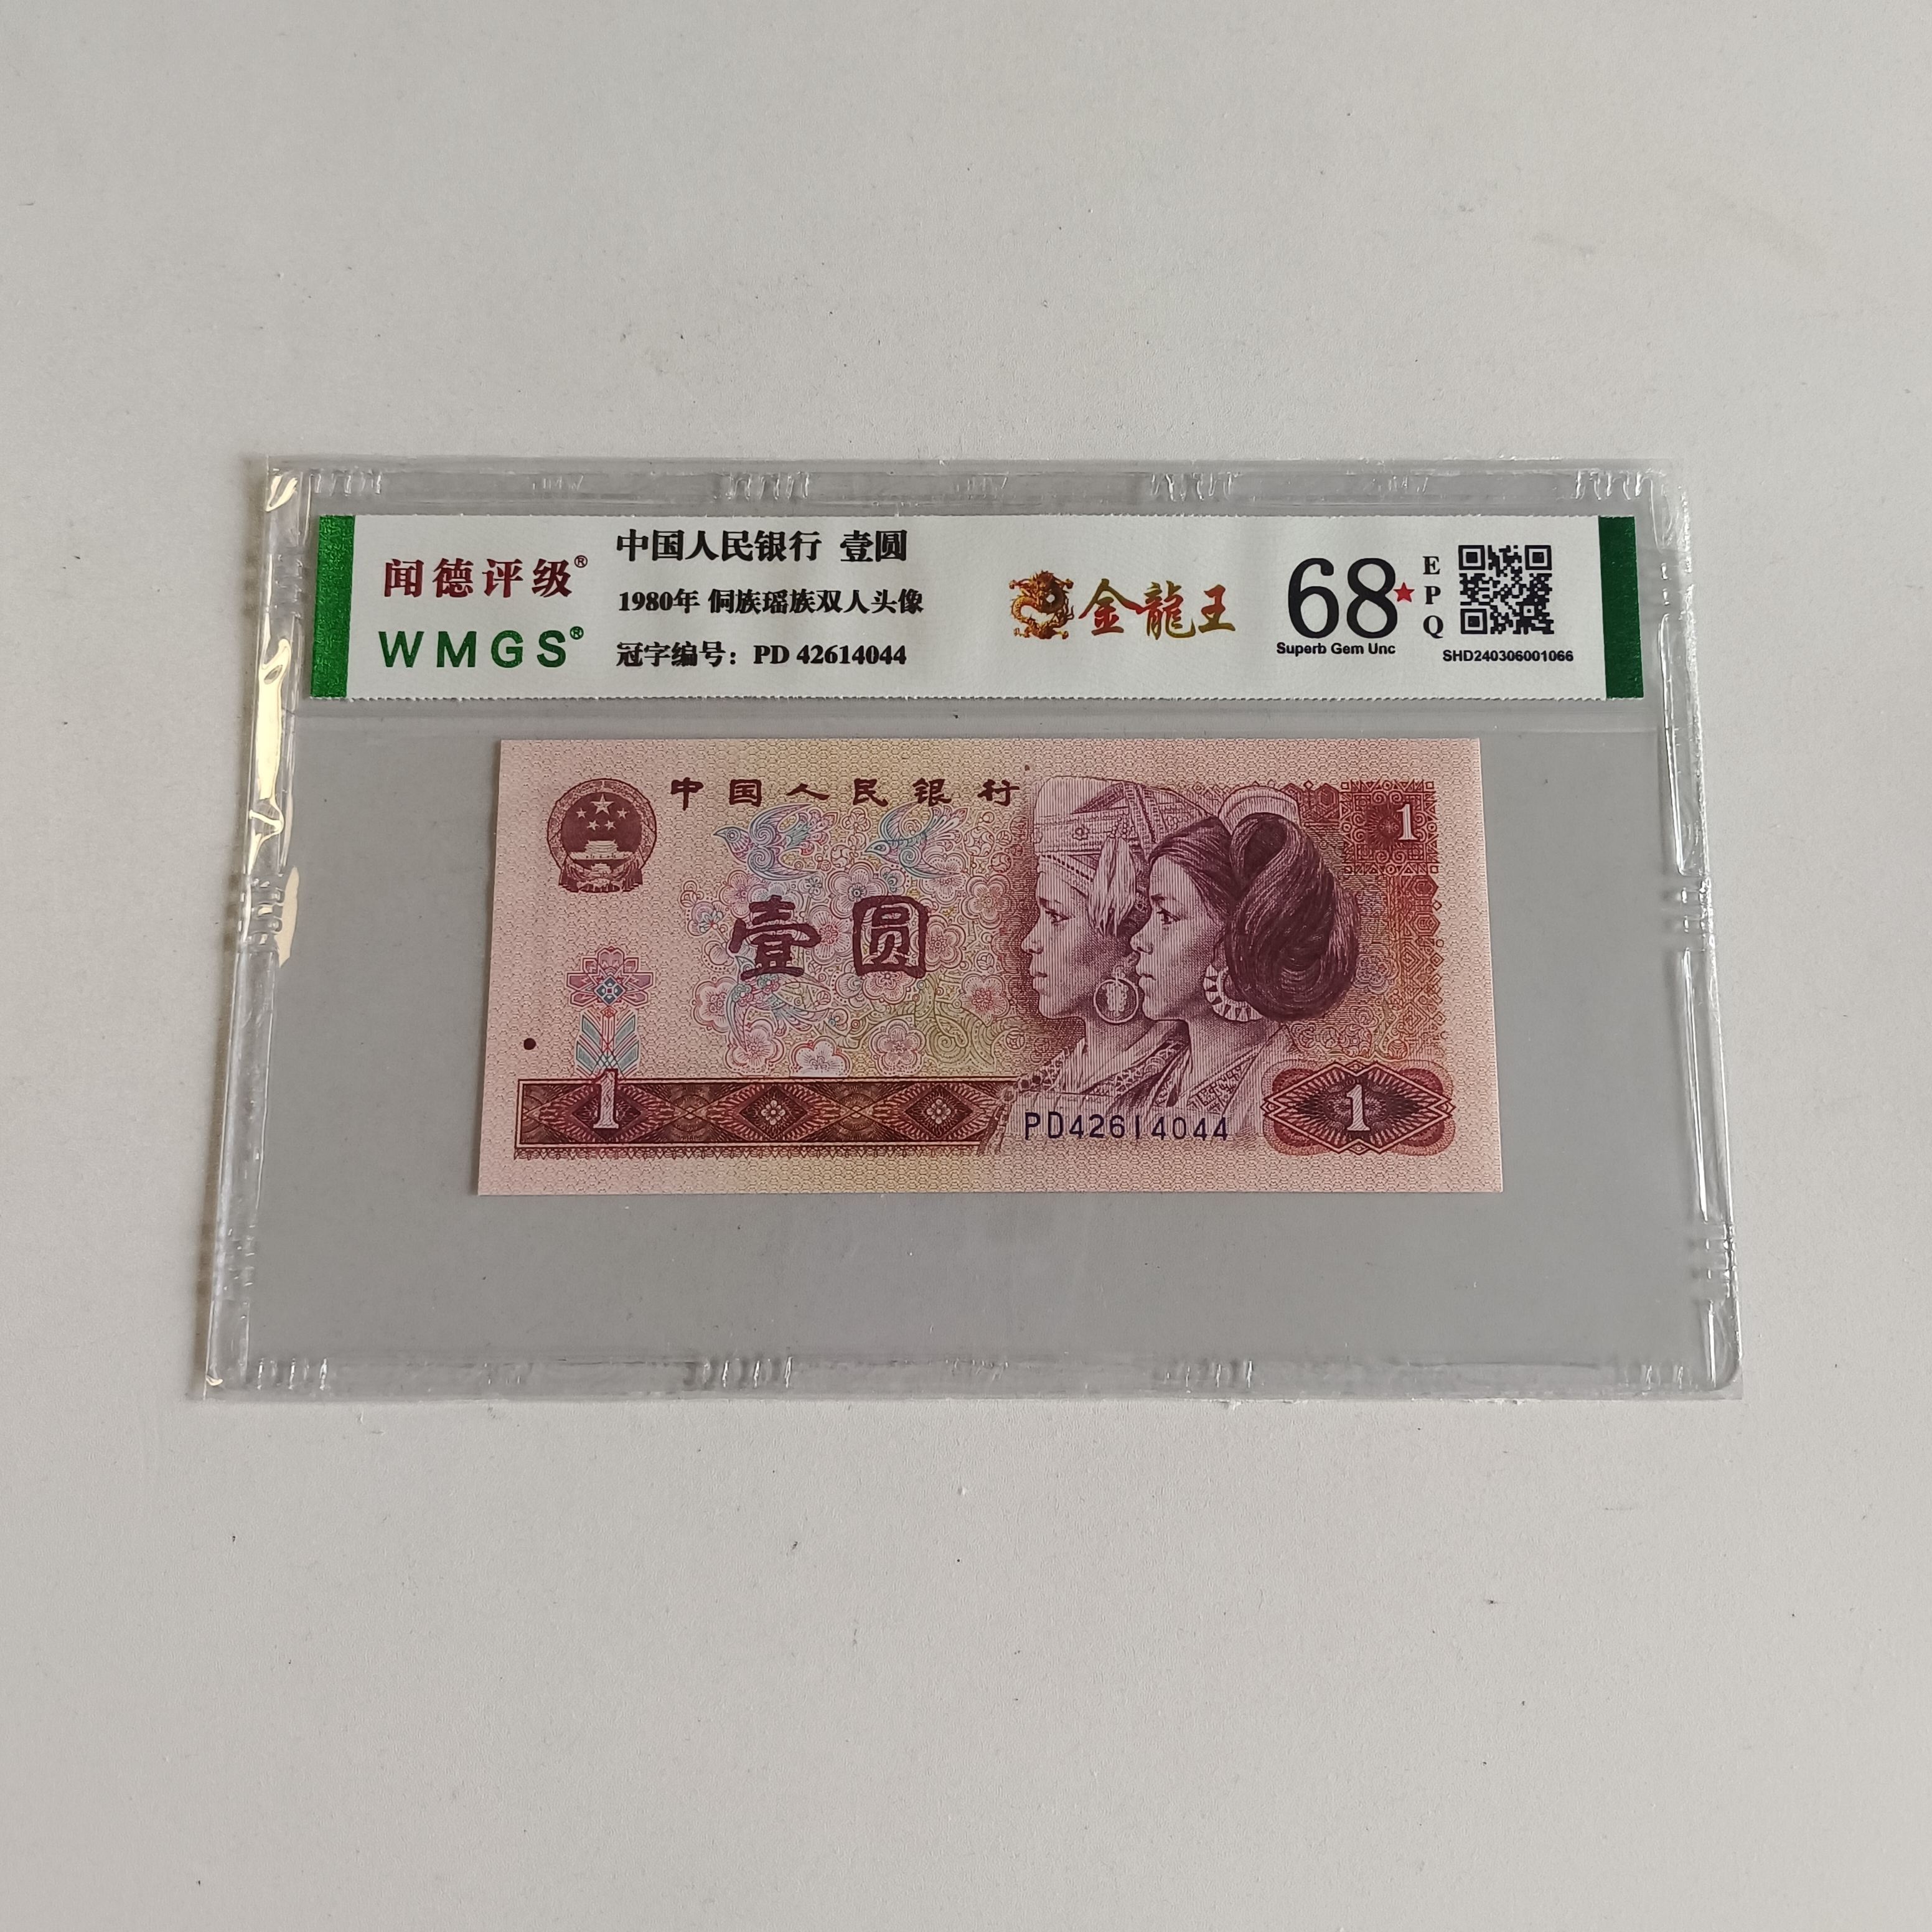 闻德评级®
WMGS®
中国人民银行 壹圆
1980年 侗族瑶族双人头像
冠字编号：PD 42614044
金龍王
68★
EPQ
Superb Gem Unc
SHD240306001066
中国人民银行
1
壹圆
1
PD42614044
1